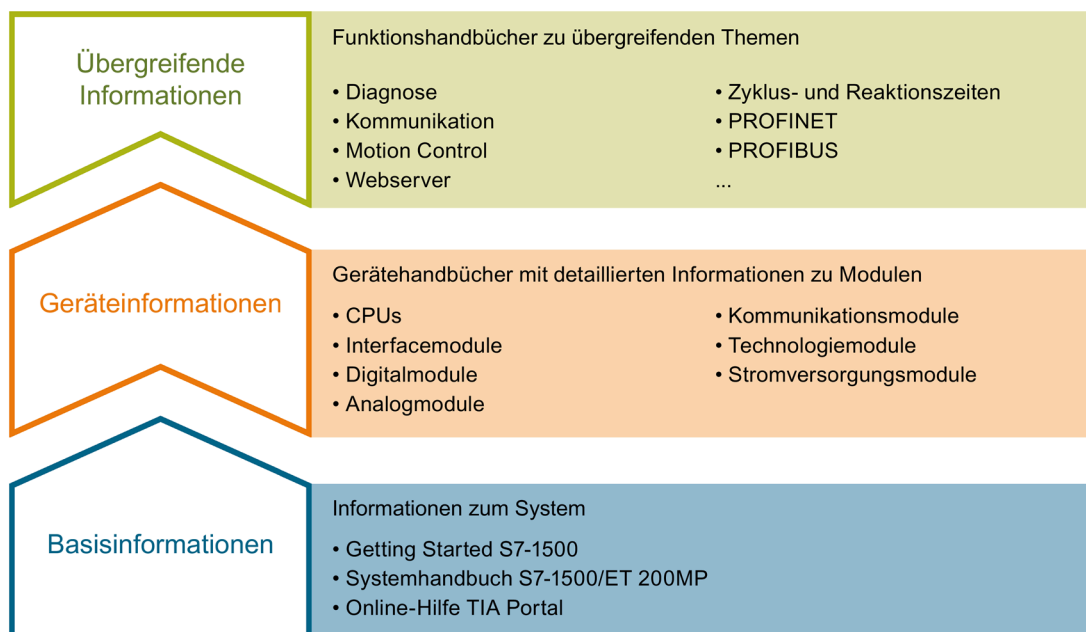 Übergreifende
Informationen
Funktionshandbücher zu übergreifenden Themen
• Diagnose
• Kommunikation
• Motion Control
• Webserver
• Zyklus- und Reaktionszeiten
• PROFINET
• PROFIBUS
...
Geräteinformationen
Gerätehandbücher mit detaillierten Informationen zu Modulen
• CPUs
• Interfacemodule
• Digitalmodule
• Analogmodule
• Kommunikationsmodule
• Technologiemodule
• Stromversorgungsmodule
Basisinformationen
Informationen zum System
• Getting Started S7-1500
• Systemhandbuch S7-1500/ET 200MP
• Online-Hilfe TIA Portal